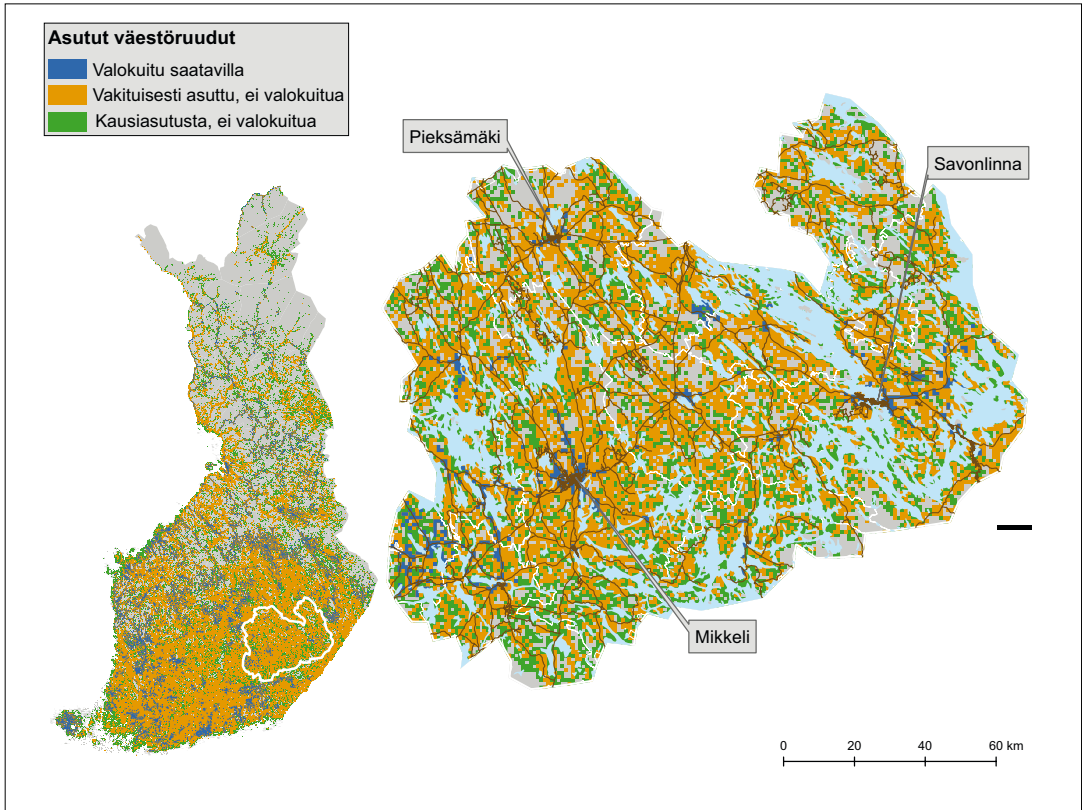 Asutut väestöruudut
Valokuitu saatavilla
Vakituisesti asuttu, ei valokuitua
Kausiasutusta, ei valokuitua
Pieksämäki
Savonlinna
Mikkeli
0 20 40 60 km